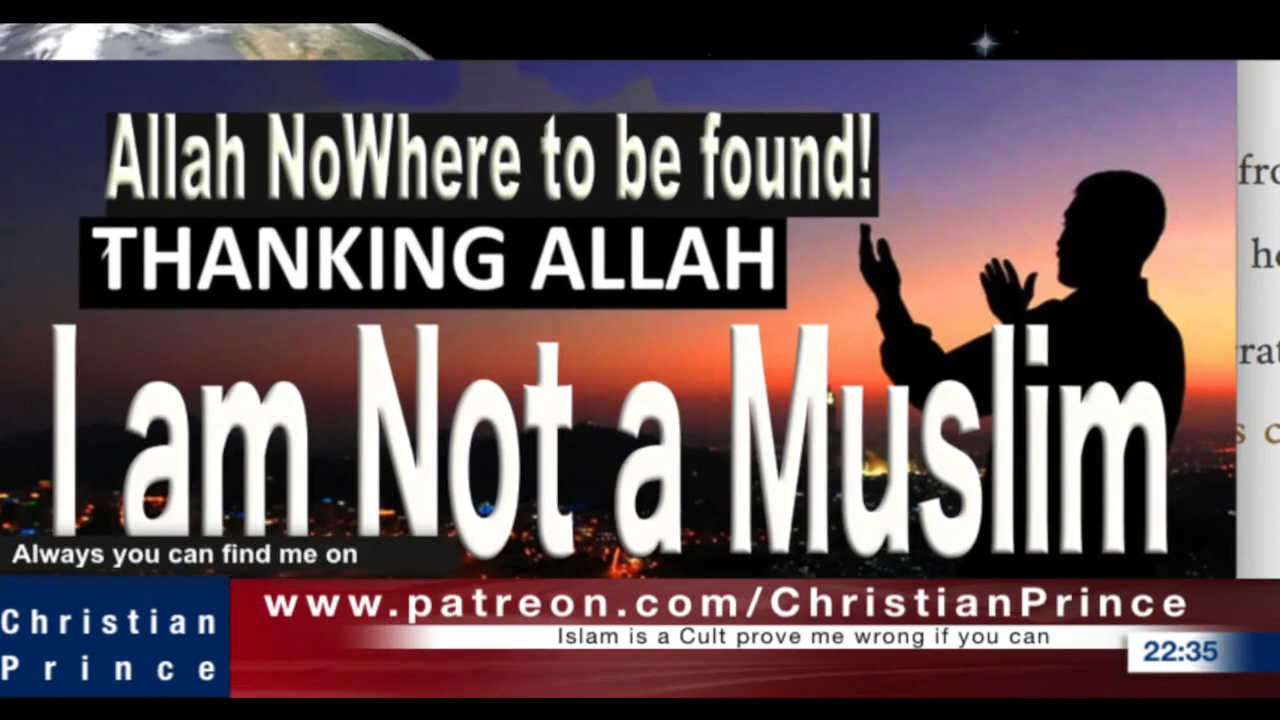 Allah NoWhere to be found!
THANKING ALLAH
I am Not a Muslim
Always you can find me on
Christian
Prince
www.patreon.com/ChristianPrince
Islam is a Cult prove me wrong if you can
22:35